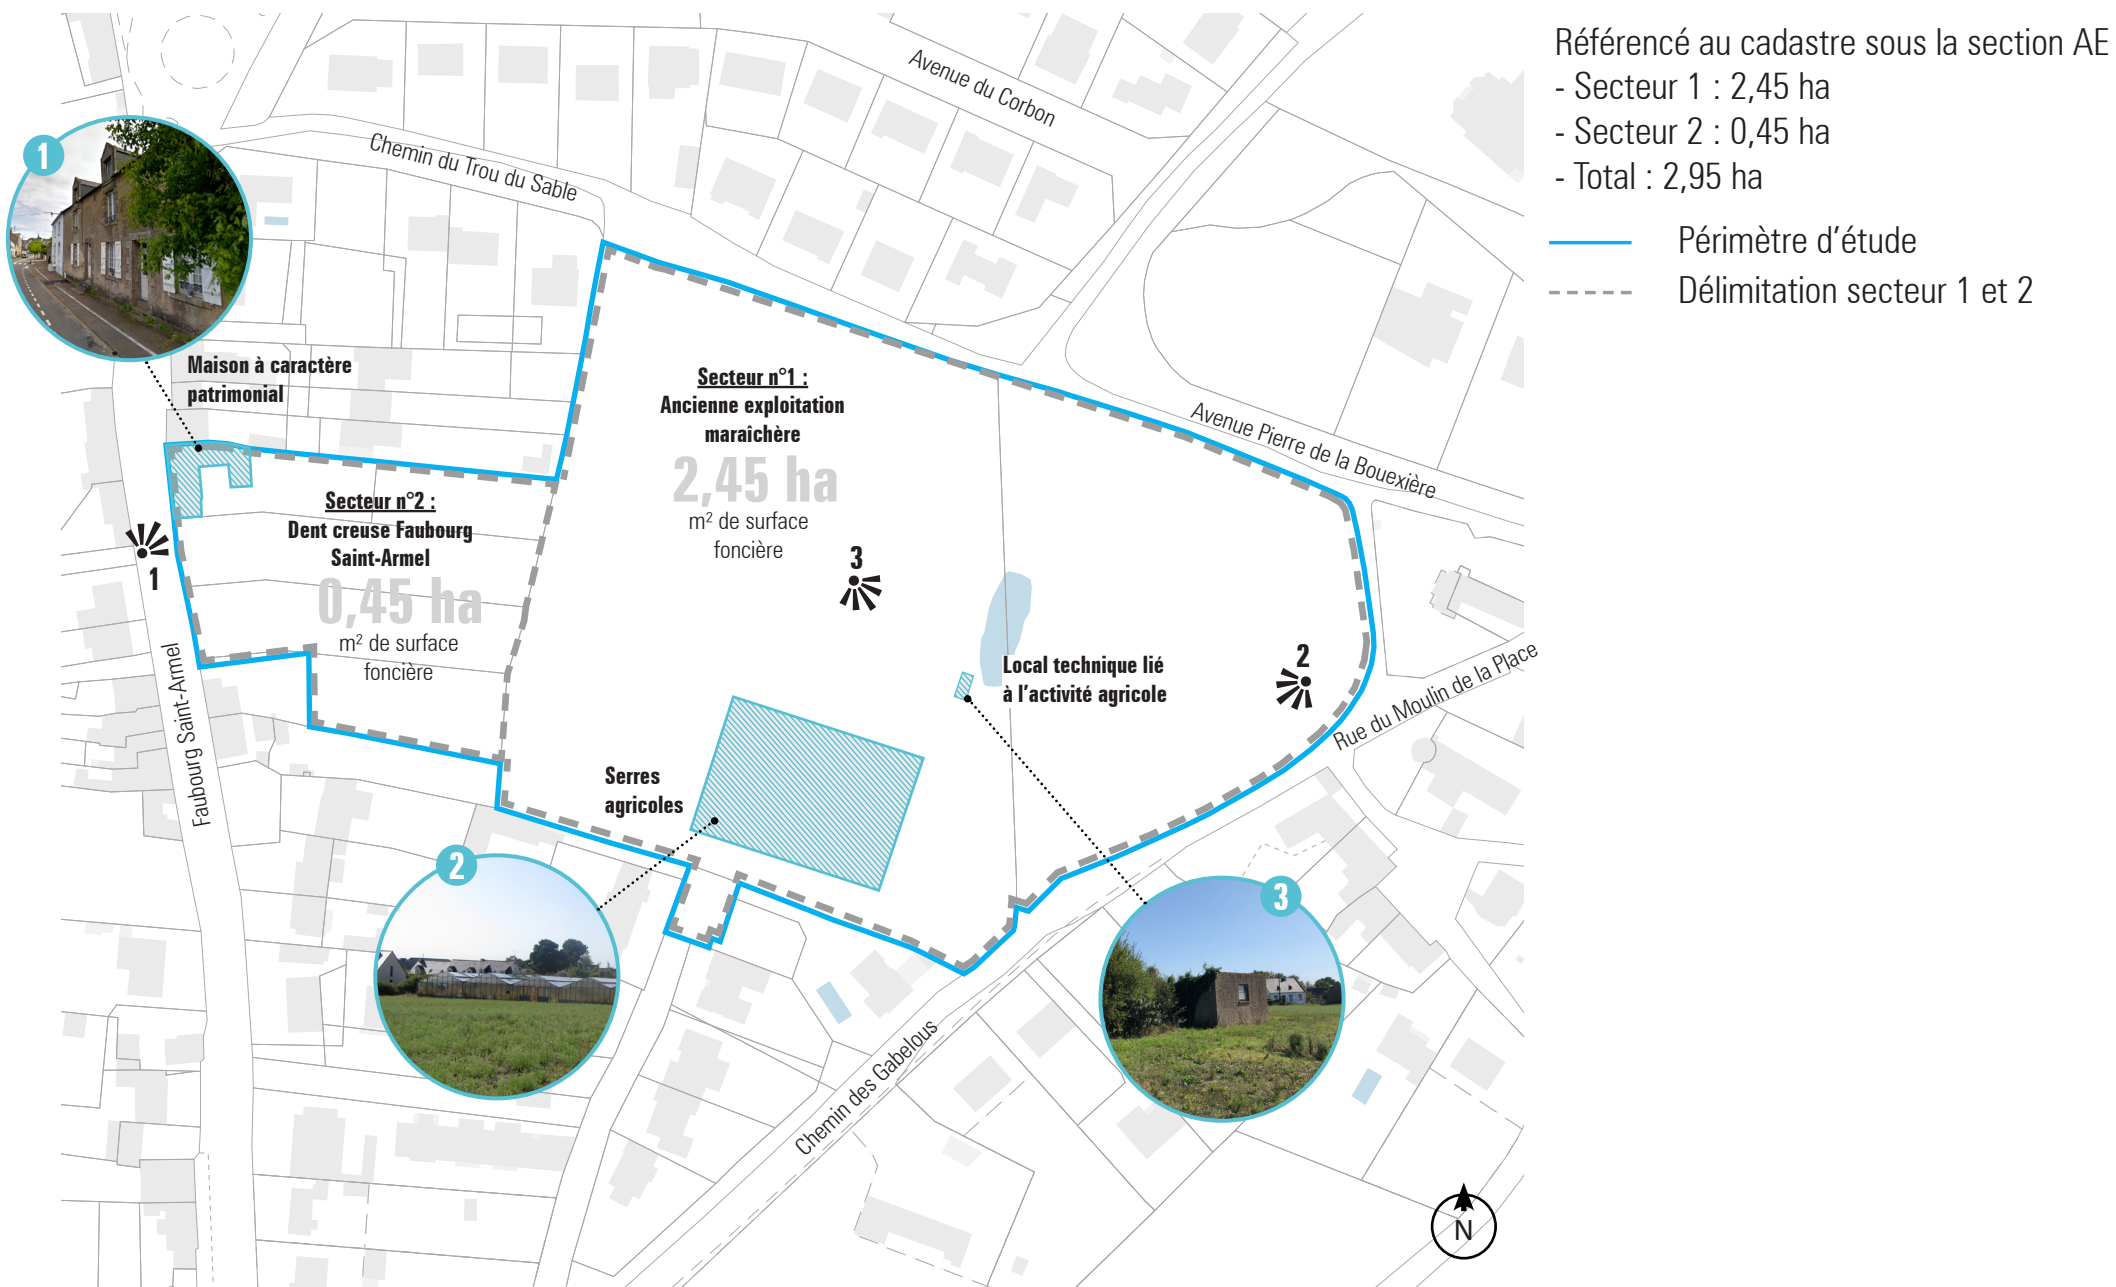 Référencé au cadastre sous la section AE
- Secteur 1 : 2,45 ha
- Secteur 2 : 0,45 ha
- Total : 2,95 ha
Périmètre d'étude
Délimitation secteur 1 et 2
Avenue du Corbon
Chemin du Trou du Sable
1
Maison à caractère
patrimonial
Secteur n°1 :
Ancienne exploitation
maraîchère
2,45 ha
m² de surface
foncière
Avenue Pierre de la Bouexière
Secteur n°2 :
Dent creuse Faubourg
Saint-Armel
0,45 ha
m² de surface
foncière
1
3
2
Local technique lié
à l'activité agricole
Rue du Moulin de la Place
Faubourg Saint-Armel
Serres
agricoles
2
3
Chemin des Gabelous
N